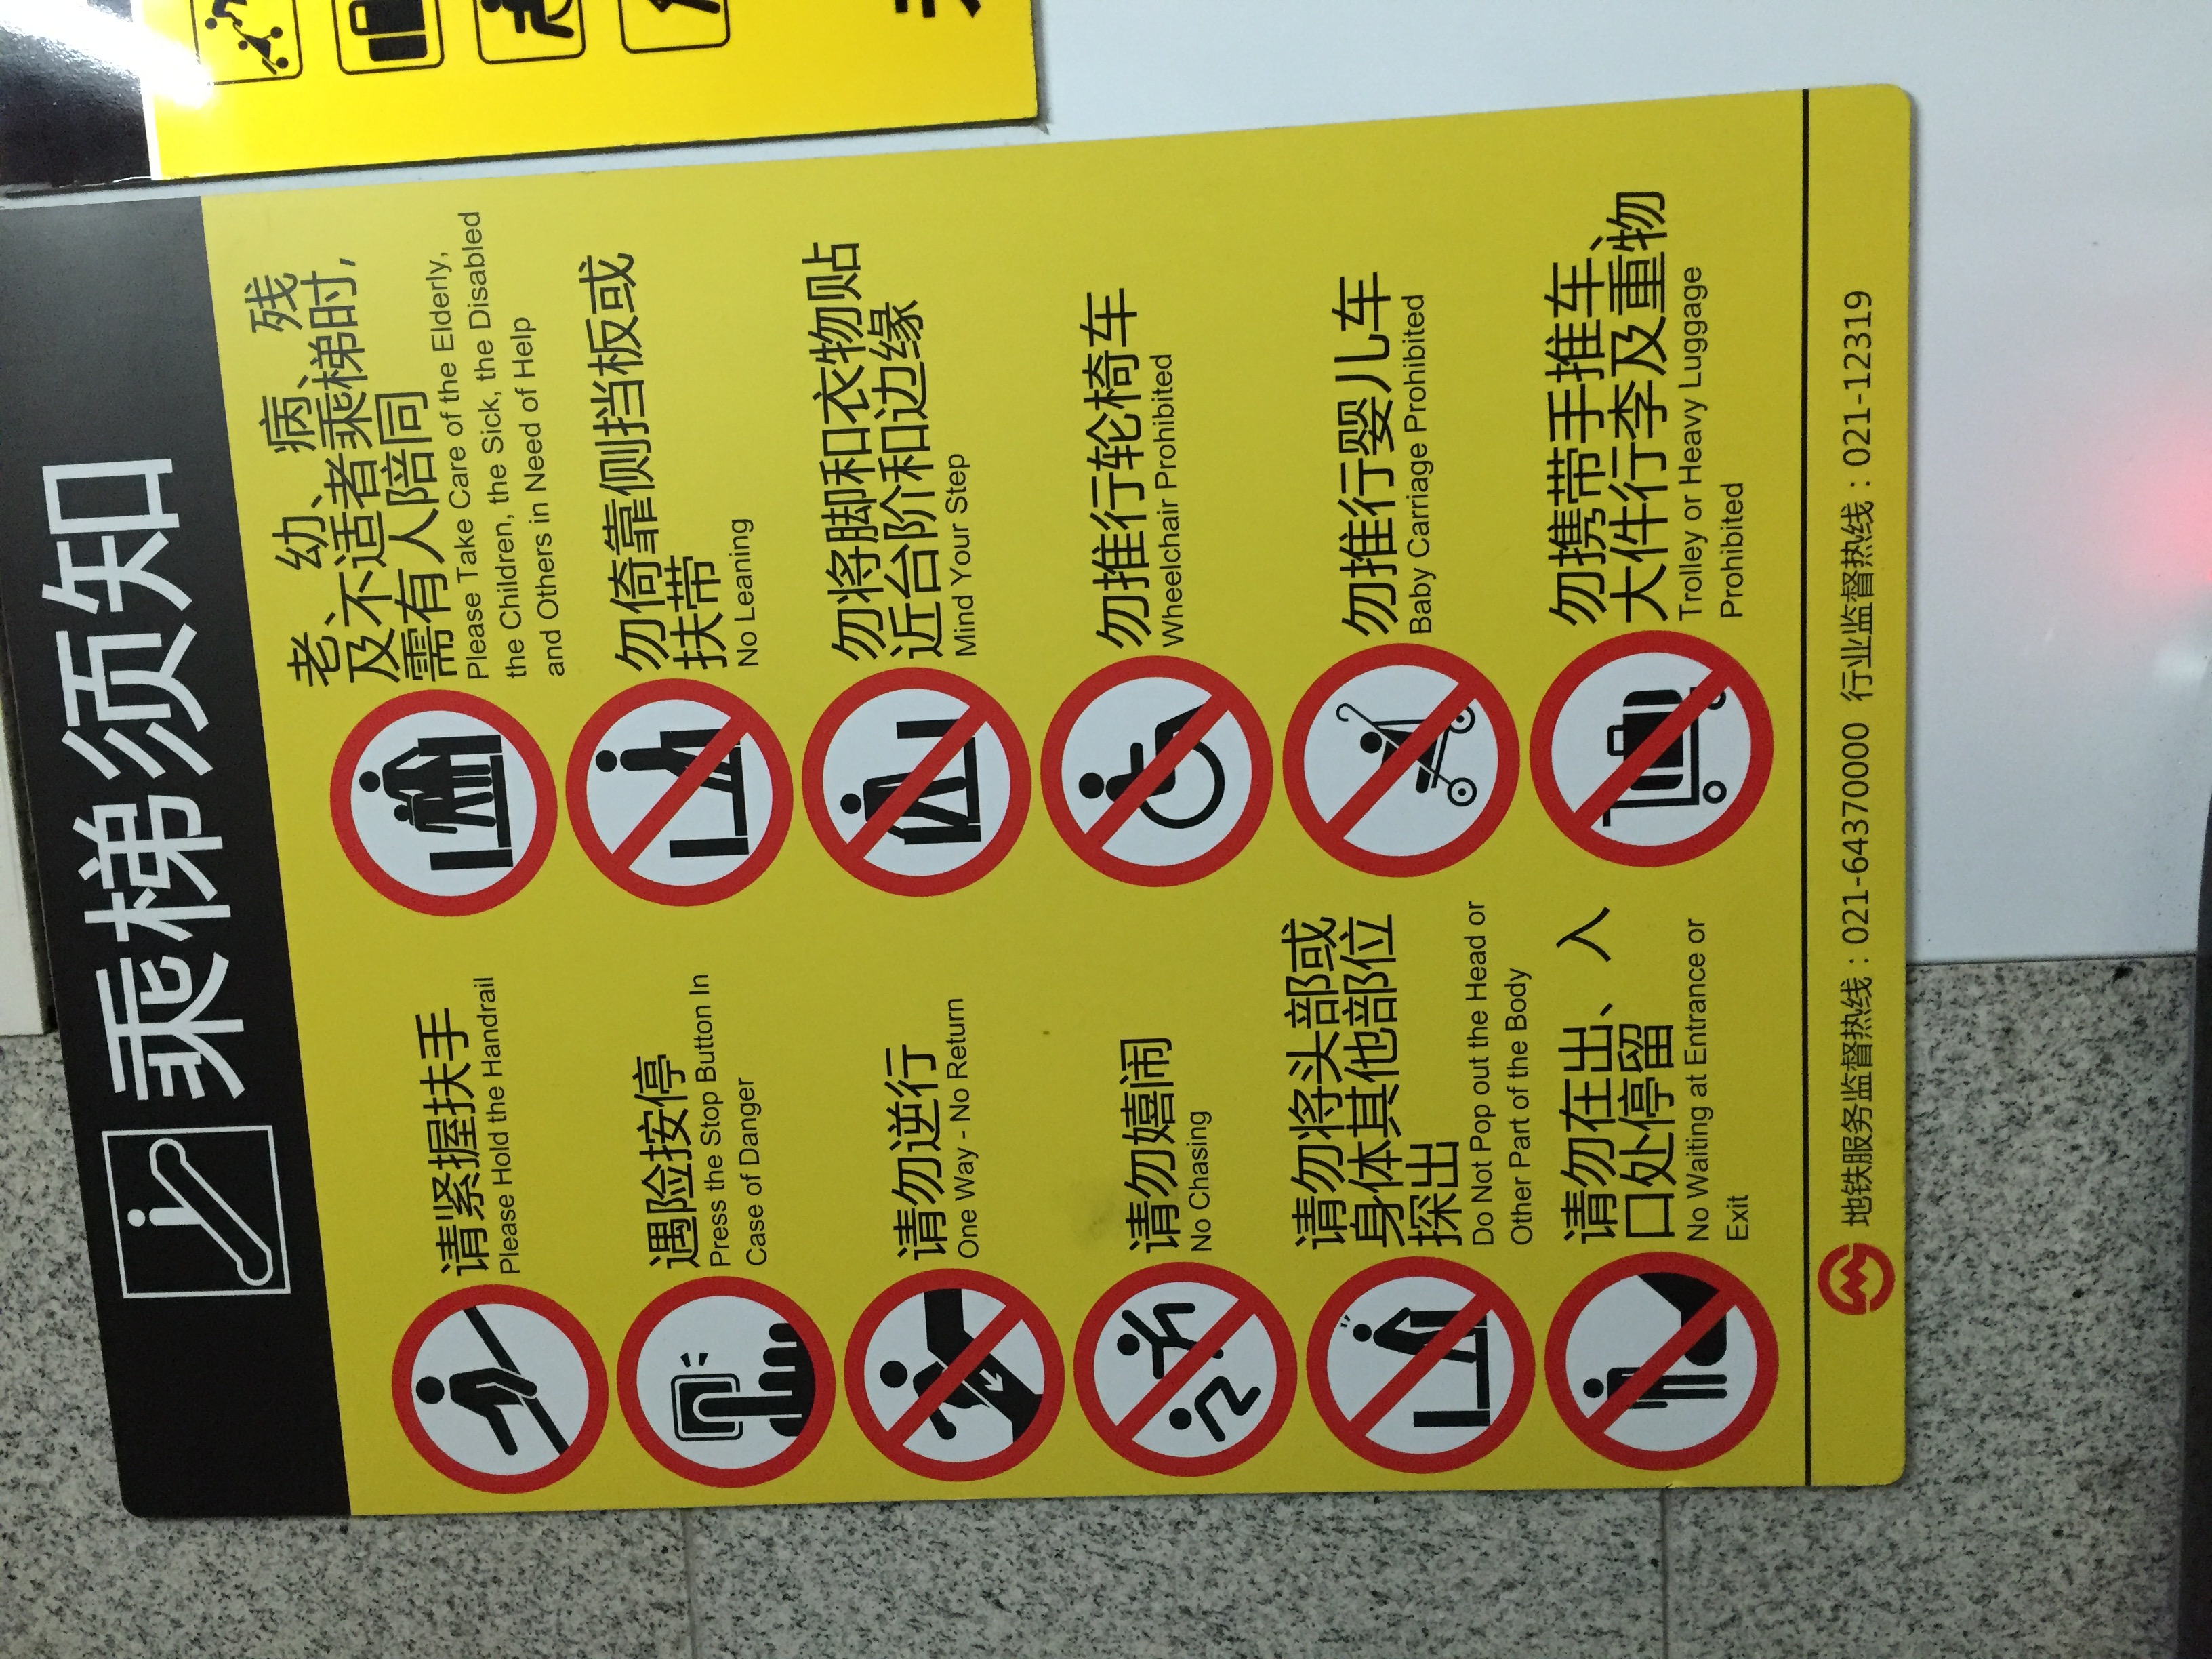 乘梯须知
请紧握扶手
Please Hold the Handrail
遇险按停
Press the Stop Button In
Case of Danger
请勿逆行
One Way - No Return
请勿嬉闹
No Chasing
请勿将头部或
身体其他部位
探出
Do Not Pop out the Head or
Other Part of the Body
请勿在出、入
口处停留
No Waiting at Entrance or
Exit
老、幼、病、残
及不适者乘梯时,
需有人陪同
Please Take Care of the Elderly,
the Children, the Sick, the Disabled
and Others in Need of Help
勿倚靠侧挡板或
扶带
No Leaning
勿将脚和衣物贴
近台阶和边缘
Mind Your Step
勿推行轮椅车
Wheelchair Prohibited
勿推行婴儿车
Baby Carriage Prohibited
勿携带手推车、
大件行李及重物
Trolley or Heavy Luggage
Prohibited
地铁服务监督热线：021-64370000 行业监督热线：021-12319